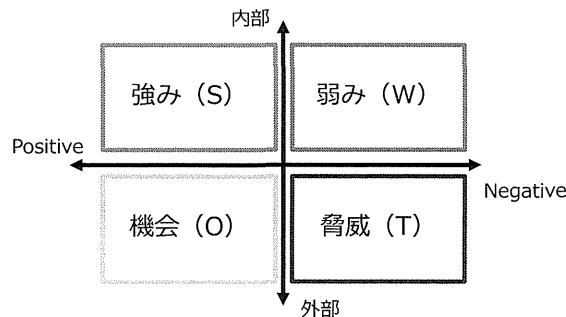 内部
強み（S）
弱み（W）
Positive
Negative
機会（O）
脅威（T）
外部